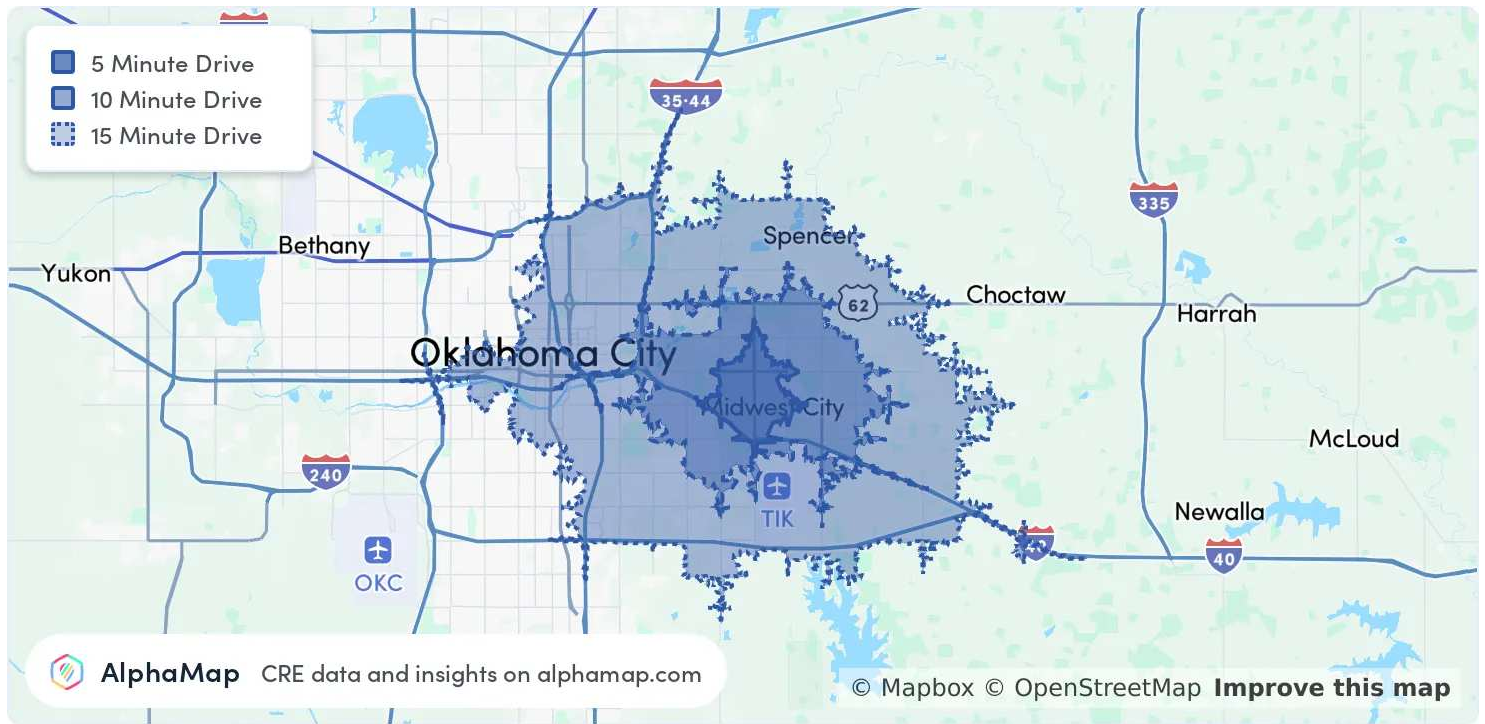 5 Minute Drive
10 Minute Drive
15 Minute Drive
35-44
335
Spencer
Bethany
Yukon
62
Choctaw
Harrah
Oklahoma City
Midwest City
McLoud
240
TIK
Newalla
40
40
OKC
AlphaMap CRE data and insights on alphamap.com
© Mapbox © OpenStreetMap Improve this map